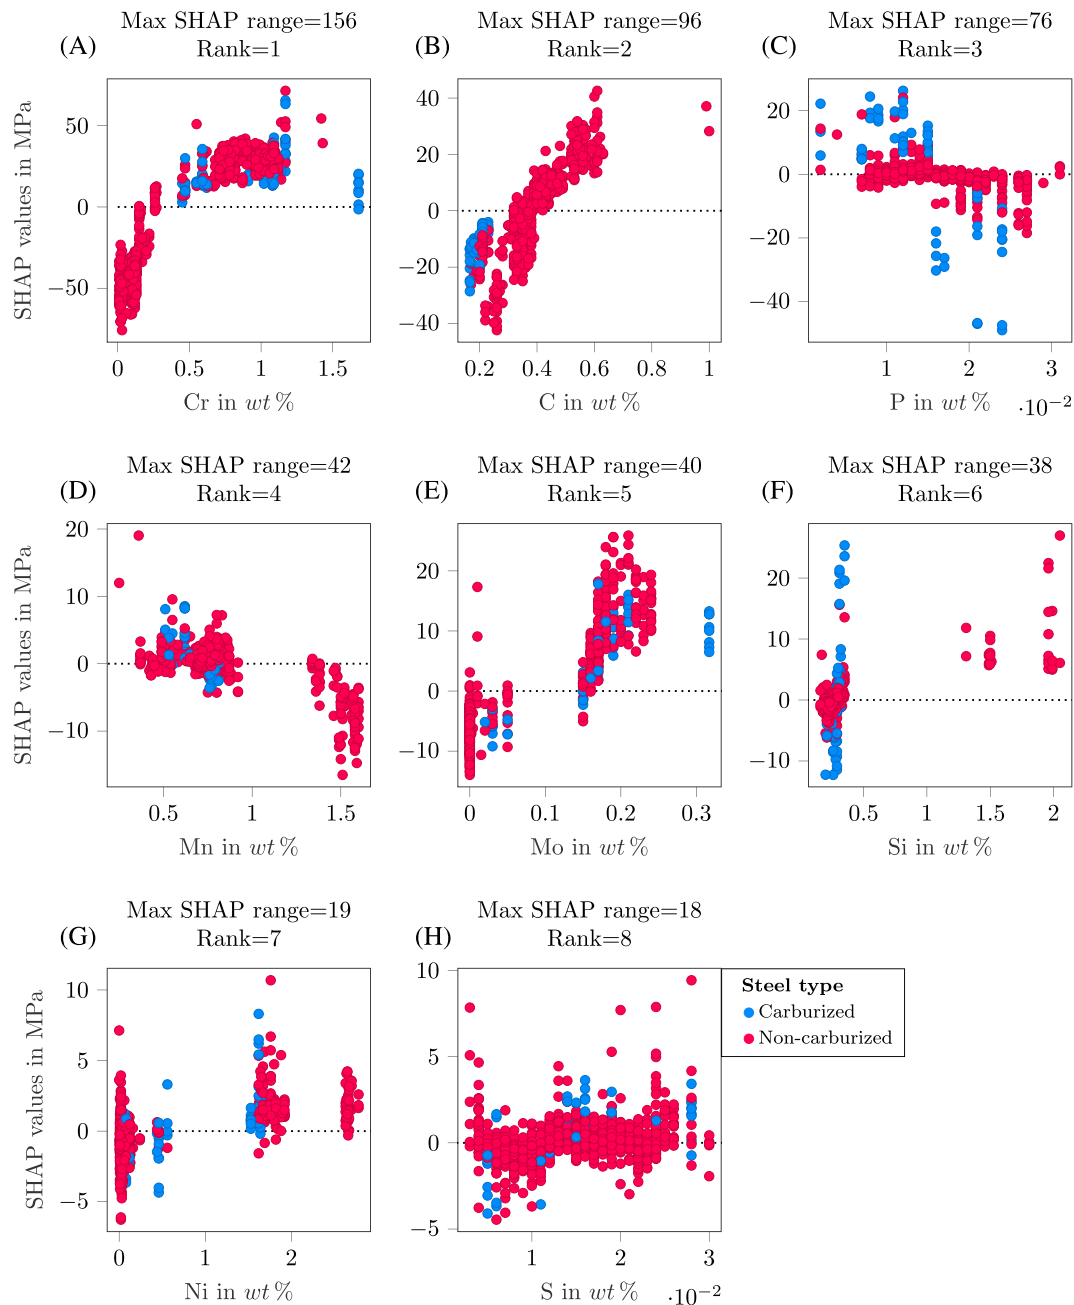 Max SHAP range=156
(A) Rank=1
SHAP values in MPa
50
0
−50
0 0.5 1 1.5
Cr in wt %
Max SHAP range=96
(B) Rank=2
40
20
0
−20
−40
0.2 0.4 0.6 0.8 1
C in wt %
Max SHAP range=76
(C) Rank=3
20
0
−20
−40
1 2 3
P in wt % ·10−2
Max SHAP range=42
(D) Rank=4
SHAP values in MPa
20
10
0
−10
0.5 1 1.5
Mn in wt %
Max SHAP range=40
(E) Rank=5
20
10
0
−10
0 0.1 0.2 0.3
Mo in wt %
Max SHAP range=38
(F) Rank=6
30
20
10
0
−10
0.5 1 1.5 2
Si in wt %
Max SHAP range=19
(G) Rank=7
SHAP values in MPa
10
5
0
−5
0 1 2
Ni in wt %
Max SHAP range=18
(H) Rank=8
10
5
0
−5
1 2 3
S in wt % ·10−2
Steel type
Carburized
Non-carburized